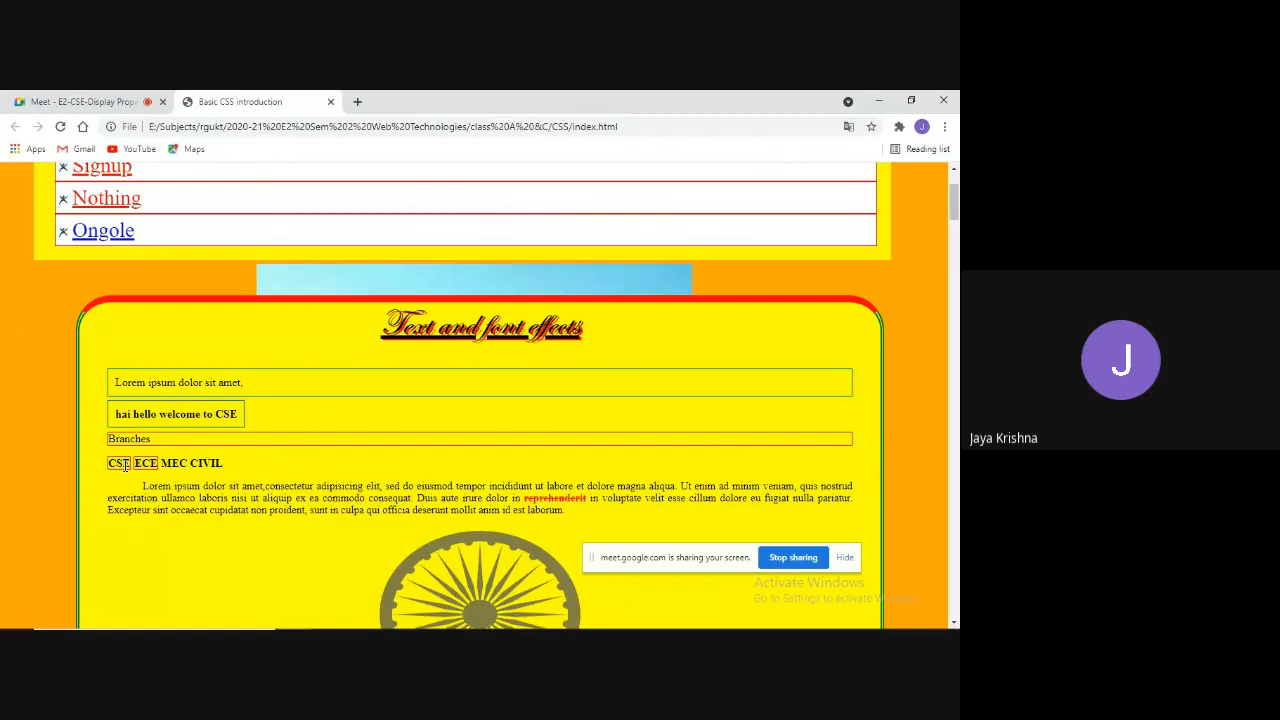 Meet - E2-CSE-Display Prop
Basic CSS introduction
File
E:/Subjects/rgukt/2020-21%20E2%20Sem%202%20Web%20Technologies/class%20A%20&C/CSS/index.html
J
Apps
Gmail
YouTube
Maps
Reading list
Signup
Nothing
Ongole
Text and font effects
Lorem ipsum dolor sit amet,
hai hello welcome to CSE
Branches
CSE ECE MEC CIVIL
Lorem ipsum dolor sit amet,consectetur adipisicing elit, sed do eiusmod tempor incididunt ut labore et dolore magna aliqua. Ut enim ad minim veniam, quis nostrud
exercitation ullamco laboris nisi ut aliquip ex ea commodo consequat. Duis aute irure dolor in reprehenderit in voluptate velit esse cillum dolore eu fugiat nulla pariatur.
Excepteur sint occaecat cupidatat non proident, sunt in culpa qui officia deserunt mollit anim id est laborum.
meet.google.com is sharing your screen.
Stop sharing
Hide
Activate Windows
Go to Settings to activate
J
Jaya Krishna